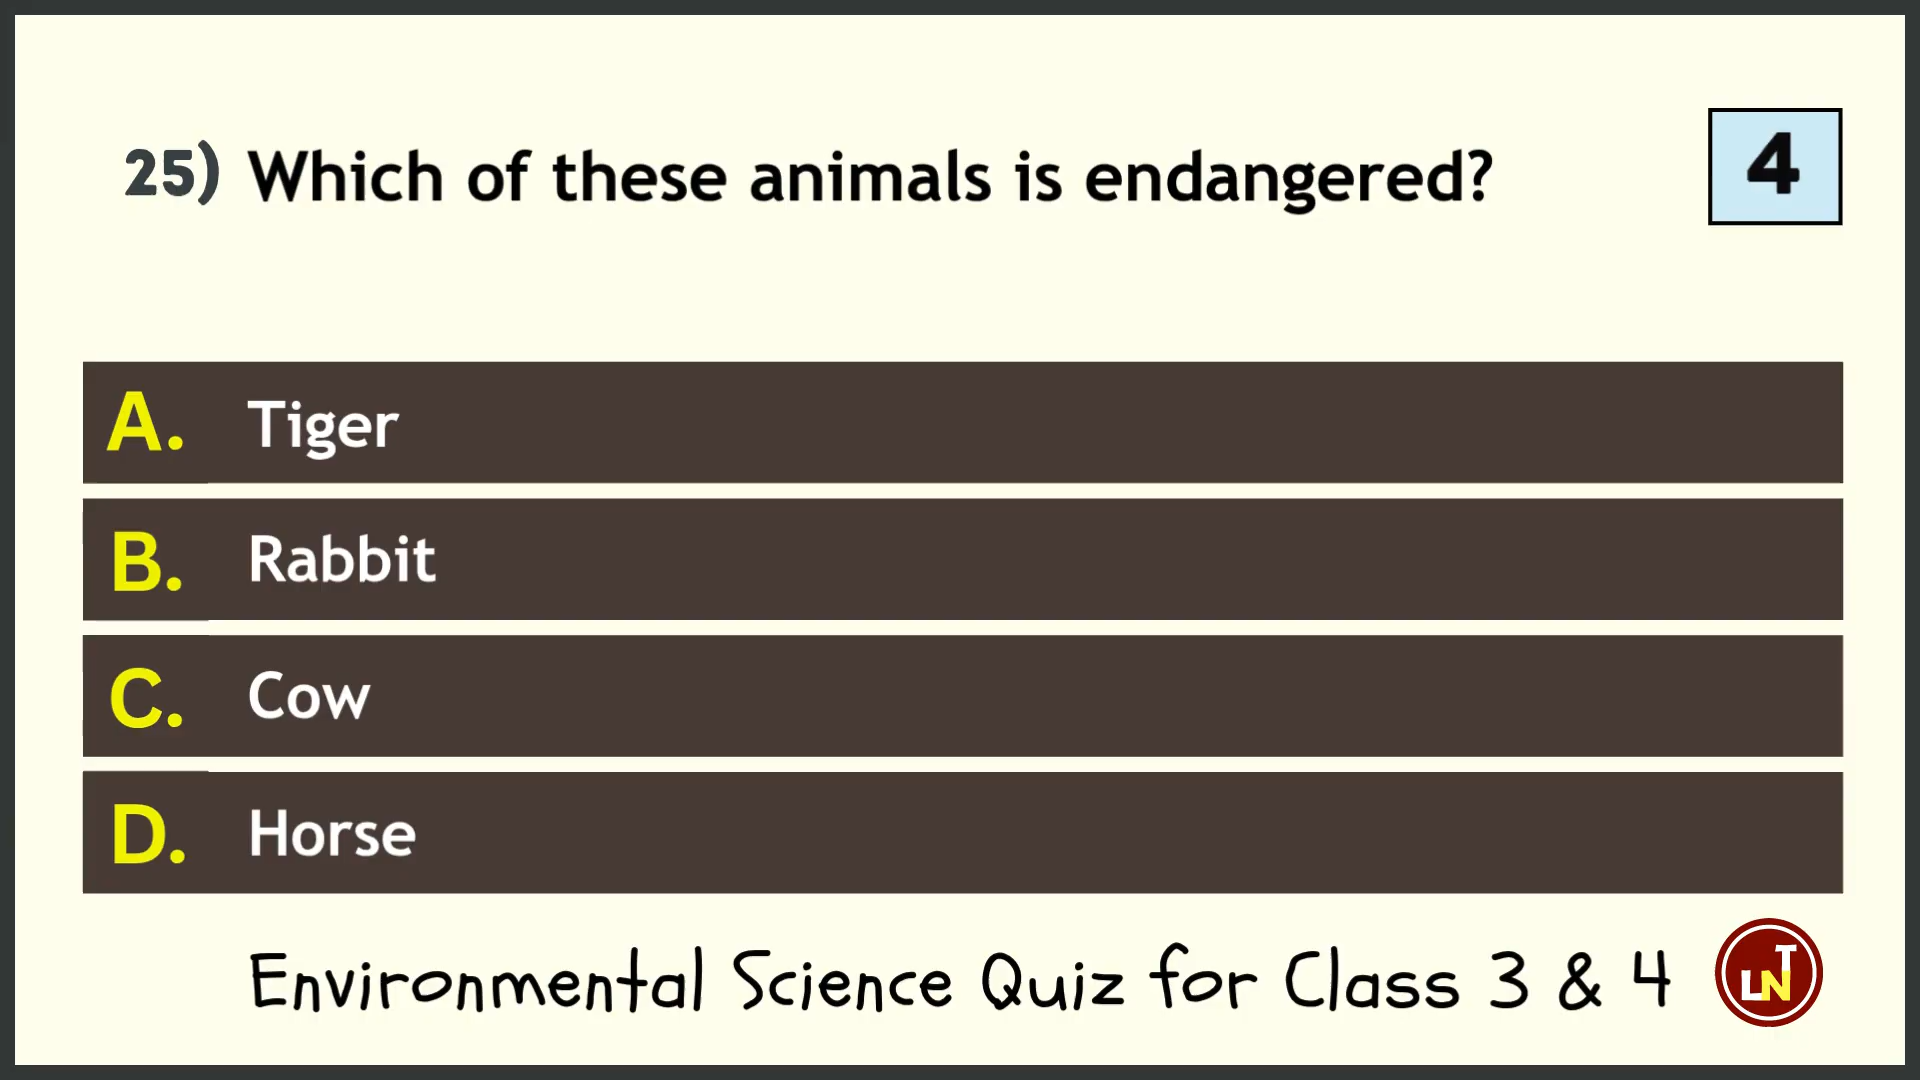 25) Which of these animals is endangered?
4
A. Tiger
B. Rabbit
C. Cow
D. Horse
Environmental Science Quiz for Class 3 & 4
LNT